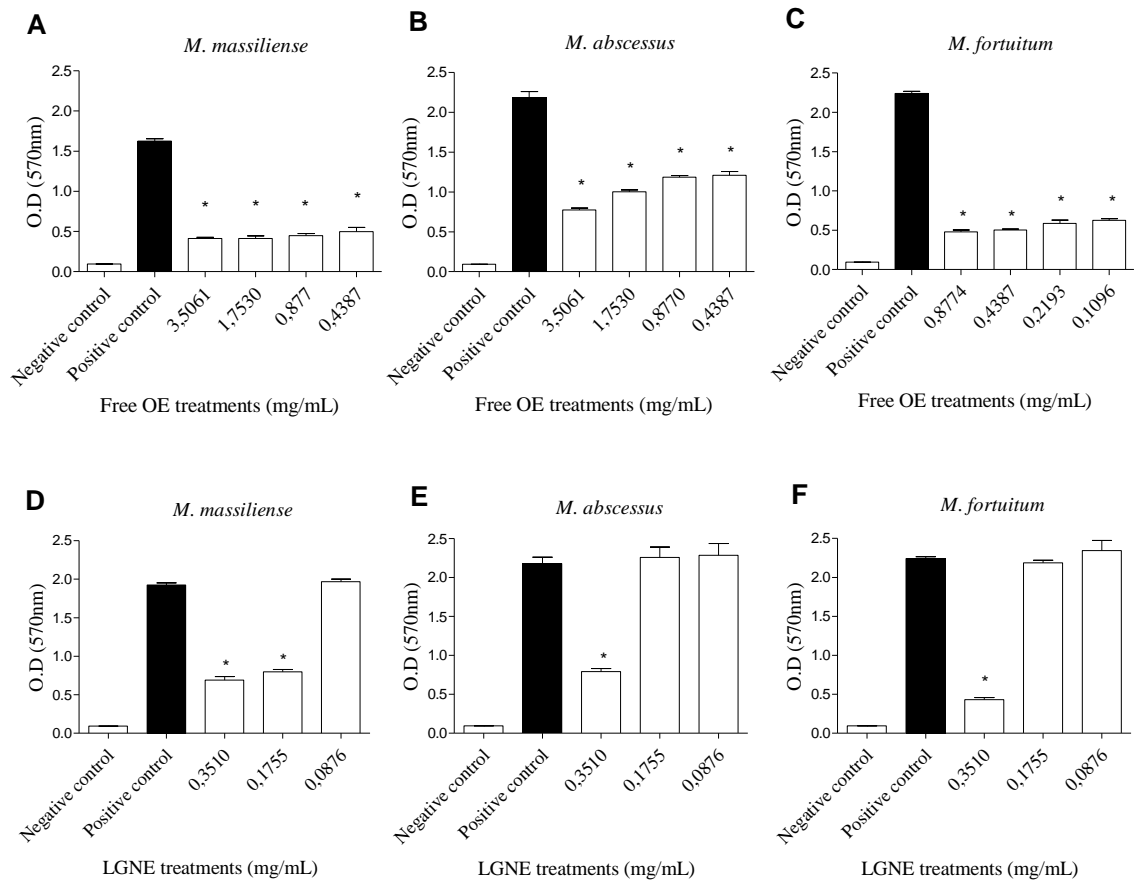 A
M. massiliense
O.D (570nm)
2.5
2.0
1.5
1.0
0.5
0.0
* * * *
Negative control
Positive control
3,5061
1,7530
0,877
0,4387
Free OE treatments (mg/mL)
B
M. abscessus
O.D (570nm)
2.5
2.0
1.5
1.0
0.5
0.0
* * * *
Negative control
Positive control
3,5061
1,7530
0,8770
0,4387
Free OE treatments (mg/mL)
C
M. fortuitum
O.D (570nm)
2.5
2.0
1.5
1.0
0.5
0.0
* * * *
Negative control
Positive control
0,8774
0,4387
0,2193
0,1096
Free OE treatments (mg/mL)
D
M. massiliense
O.D (570nm)
2.5
2.0
1.5
1.0
0.5
0.0
* *
Negative control
Positive control
0,3510
0,1755
0,0876
LGNE treatments (mg/mL)
E
M. abscessus
O.D (570nm)
2.5
2.0
1.5
1.0
0.5
0.0
*
Negative control
Positive control
0,3510
0,1755
0,0876
LGNE treatments (mg/mL)
F
M. fortuitum
O.D (570nm)
2.5
2.0
1.5
1.0
0.5
0.0
*
Negative control
Positive control
0,3510
0,1755
0,0876
LGNE treatments (mg/mL)